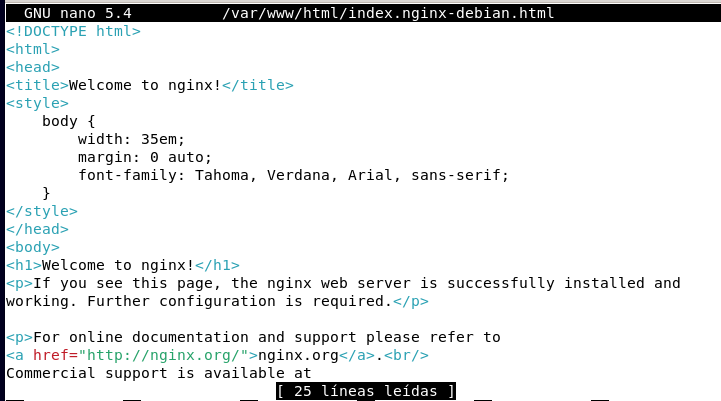 GNU nano 5.4 /var/www/html/index.nginx-debian.html
<!DOCTYPE html>
<html>
<head>
<title>Welcome to nginx!</title>
<style>
    body {
        width: 35em;
        margin: 0 auto;
        font-family: Tahoma, Verdana, Arial, sans-serif;
    }
</style>
</head>
<body>
<h1>Welcome to nginx!</h1>
<p>If you see this page, the nginx web server is successfully installed and
working. Further configuration is required.</p>

<p>For online documentation and support please refer to
<a href="http://nginx.org/">nginx.org</a>.<br/>
Commercial support is available at
[ 25 líneas leídas ]